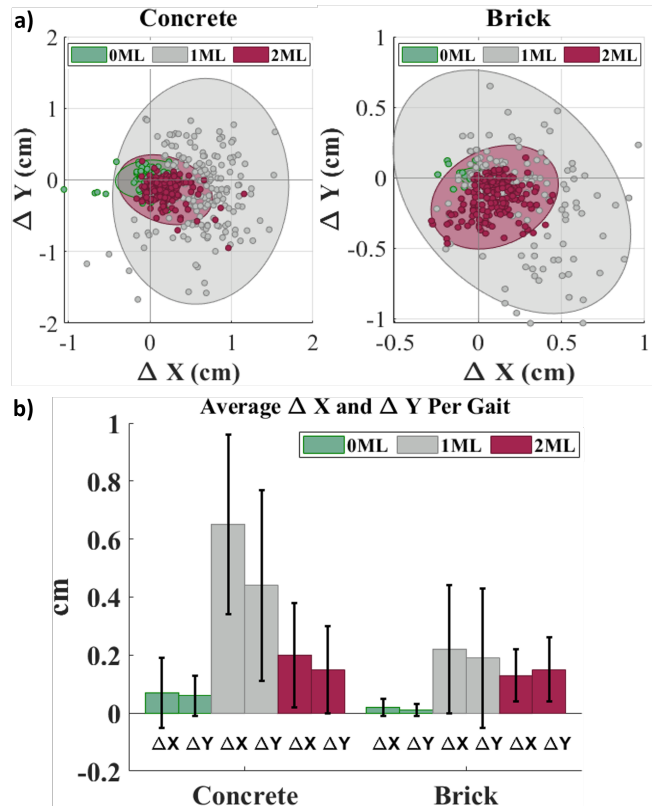 a)
Concrete
Brick
0ML 1ML 2ML
0ML 1ML 2ML
2
1
0
-1
-2
Δ Y (cm)
-1 0 1 2
Δ X (cm)
1
0.5
0
-0.5
-1
Δ Y (cm)
-0.5 0 0.5 1
Δ X (cm)
b)
Average Δ X and Δ Y Per Gait
0ML 1ML 2ML
1
0.8
0.6
0.4
0.2
0
-0.2
cm
ΔX ΔY ΔX ΔY ΔX ΔY ΔX ΔY ΔX ΔY ΔX ΔY
Concrete Brick